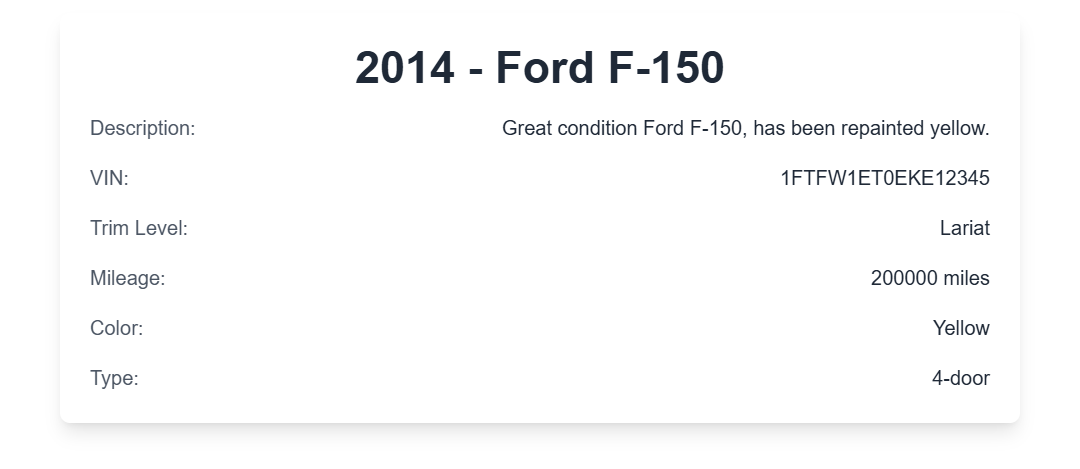 2014 - Ford F-150
Description: Great condition Ford F-150, has been repainted yellow.
VIN: 1FTFW1ET0EKE12345
Trim Level: Lariat
Mileage: 200000 miles
Color: Yellow
Type: 4-door